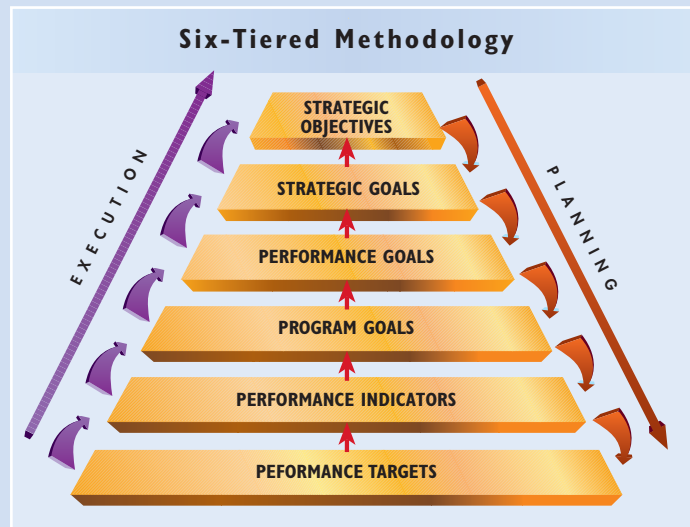 Six-Tiered Methodology
STRATEGIC
OBJECTIVES
STRATEGIC GOALS
PERFORMANCE GOALS
PROGRAM GOALS
PERFORMANCE INDICATORS
PEFORMANCE TARGETS
EXECUTION
PLANNING